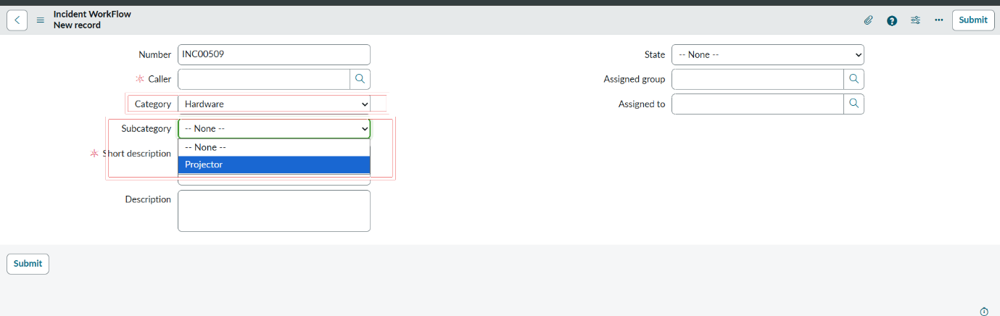 Incident WorkFlow
New record
Submit
Number INC00509
State -- None --
Caller
Assigned group
Category Hardware
Assigned to
Subcategory -- None --
-- None --
Short description
Projector
Description
Submit